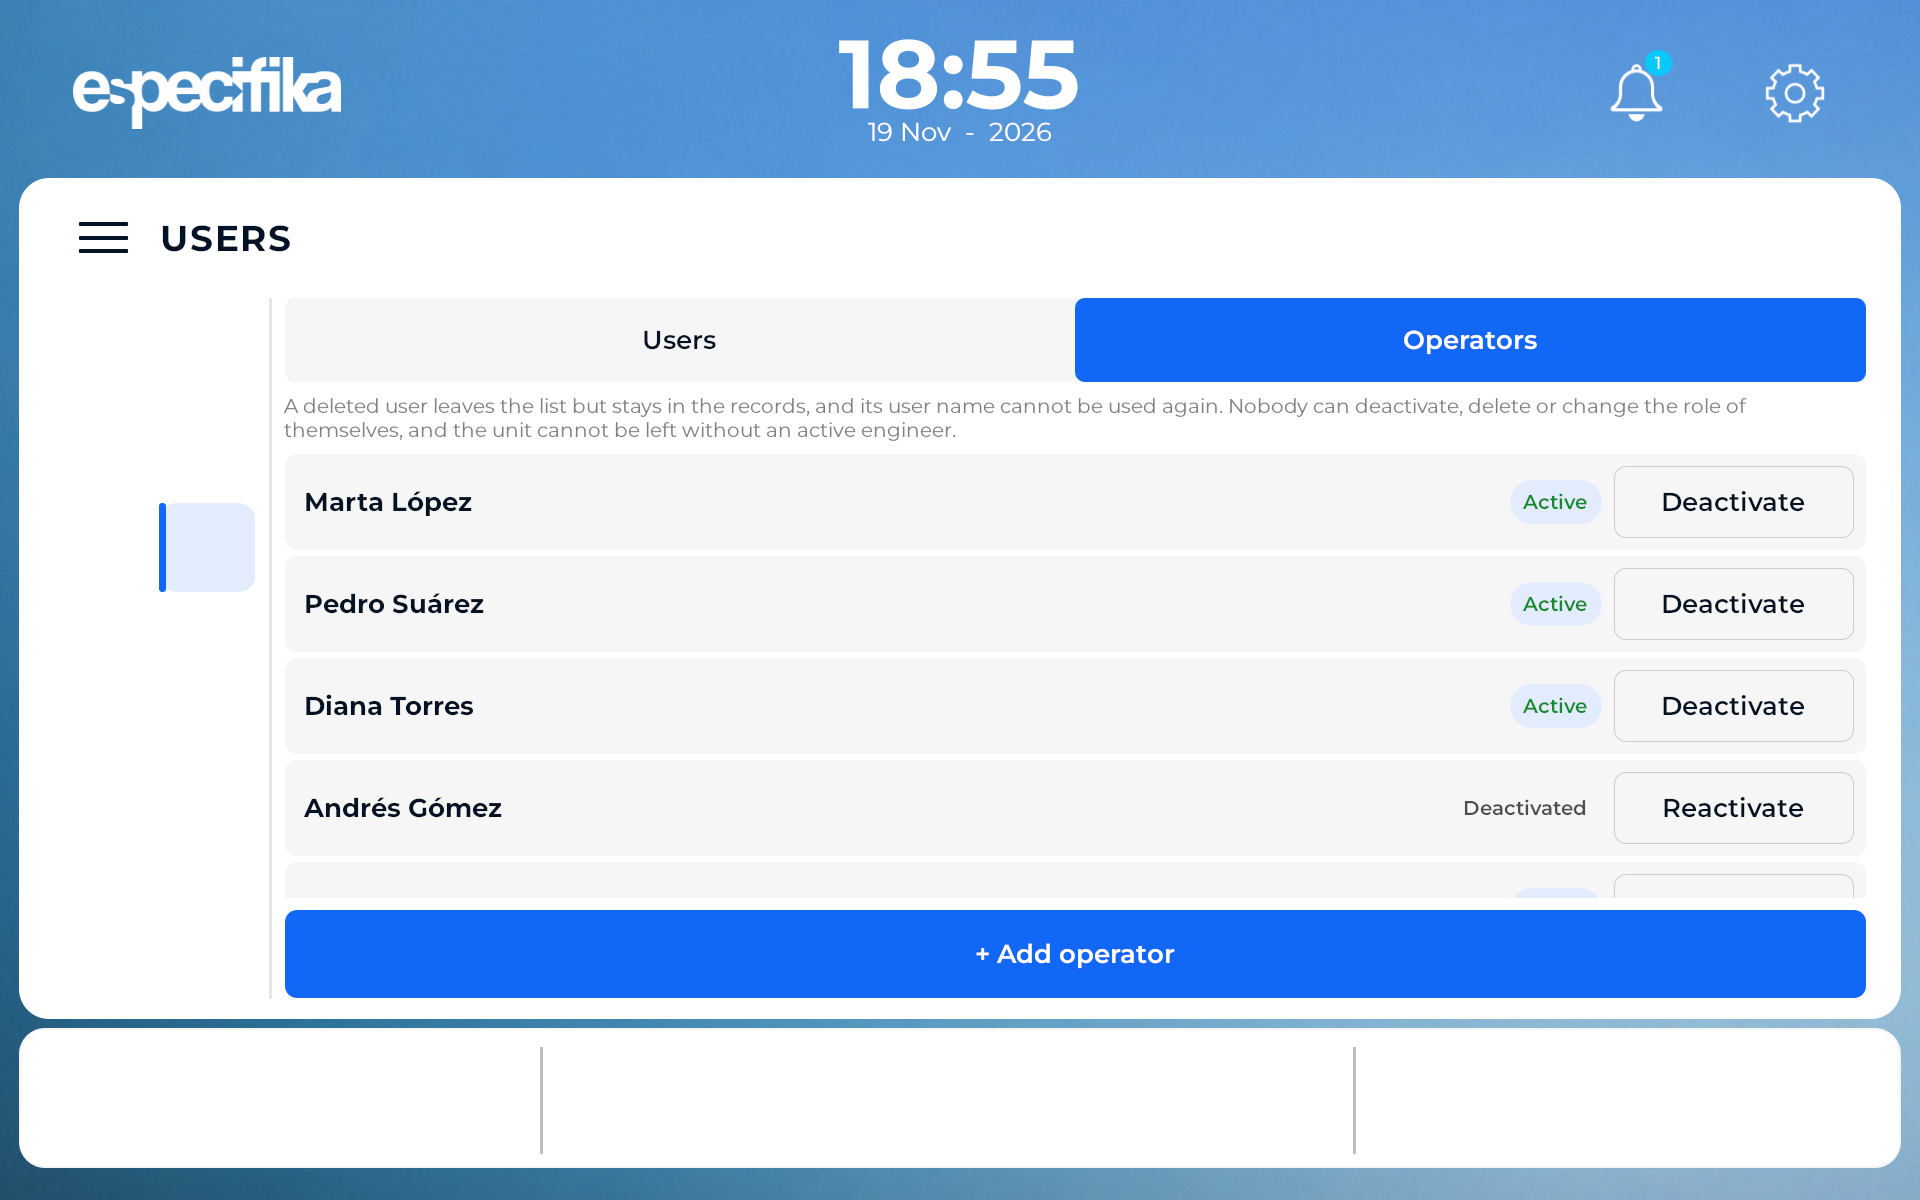 especifika
18:55
19 Nov - 2026
1
USERS
Users
Operators
A deleted user leaves the list but stays in the records, and its user name cannot be used again. Nobody can deactivate, delete or change the role of
themselves, and the unit cannot be left without an active engineer.
Marta López
Active
Deactivate
Pedro Suárez
Active
Deactivate
Diana Torres
Active
Deactivate
Andrés Gómez
Deactivated
Reactivate
+ Add operator